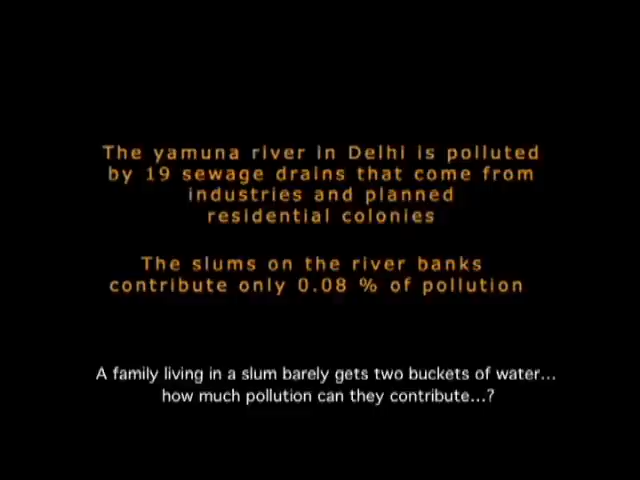 The yamuna river in Delhi is polluted
by 19 sewage drains that come from
industries and planned
residential colonies
The slums on the river banks
contribute only 0.08 % of pollution
A family living in a slum barely gets two buckets of water...
how much pollution can they contribute...?